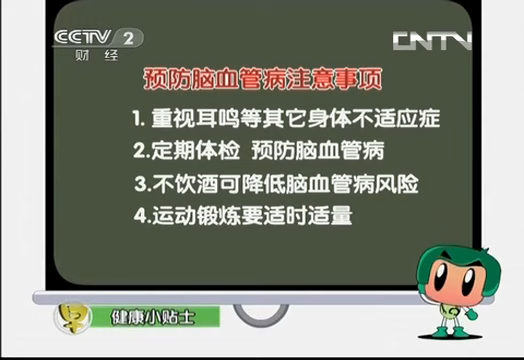 CCTV 2
财经
CNTV
预防脑血管病注意事项
1. 重视耳鸣等其它身体不适应症
2.定期体检 预防脑血管病
3.不饮酒可降低脑血管病风险
4.运动锻炼要适时适量
健康小贴士